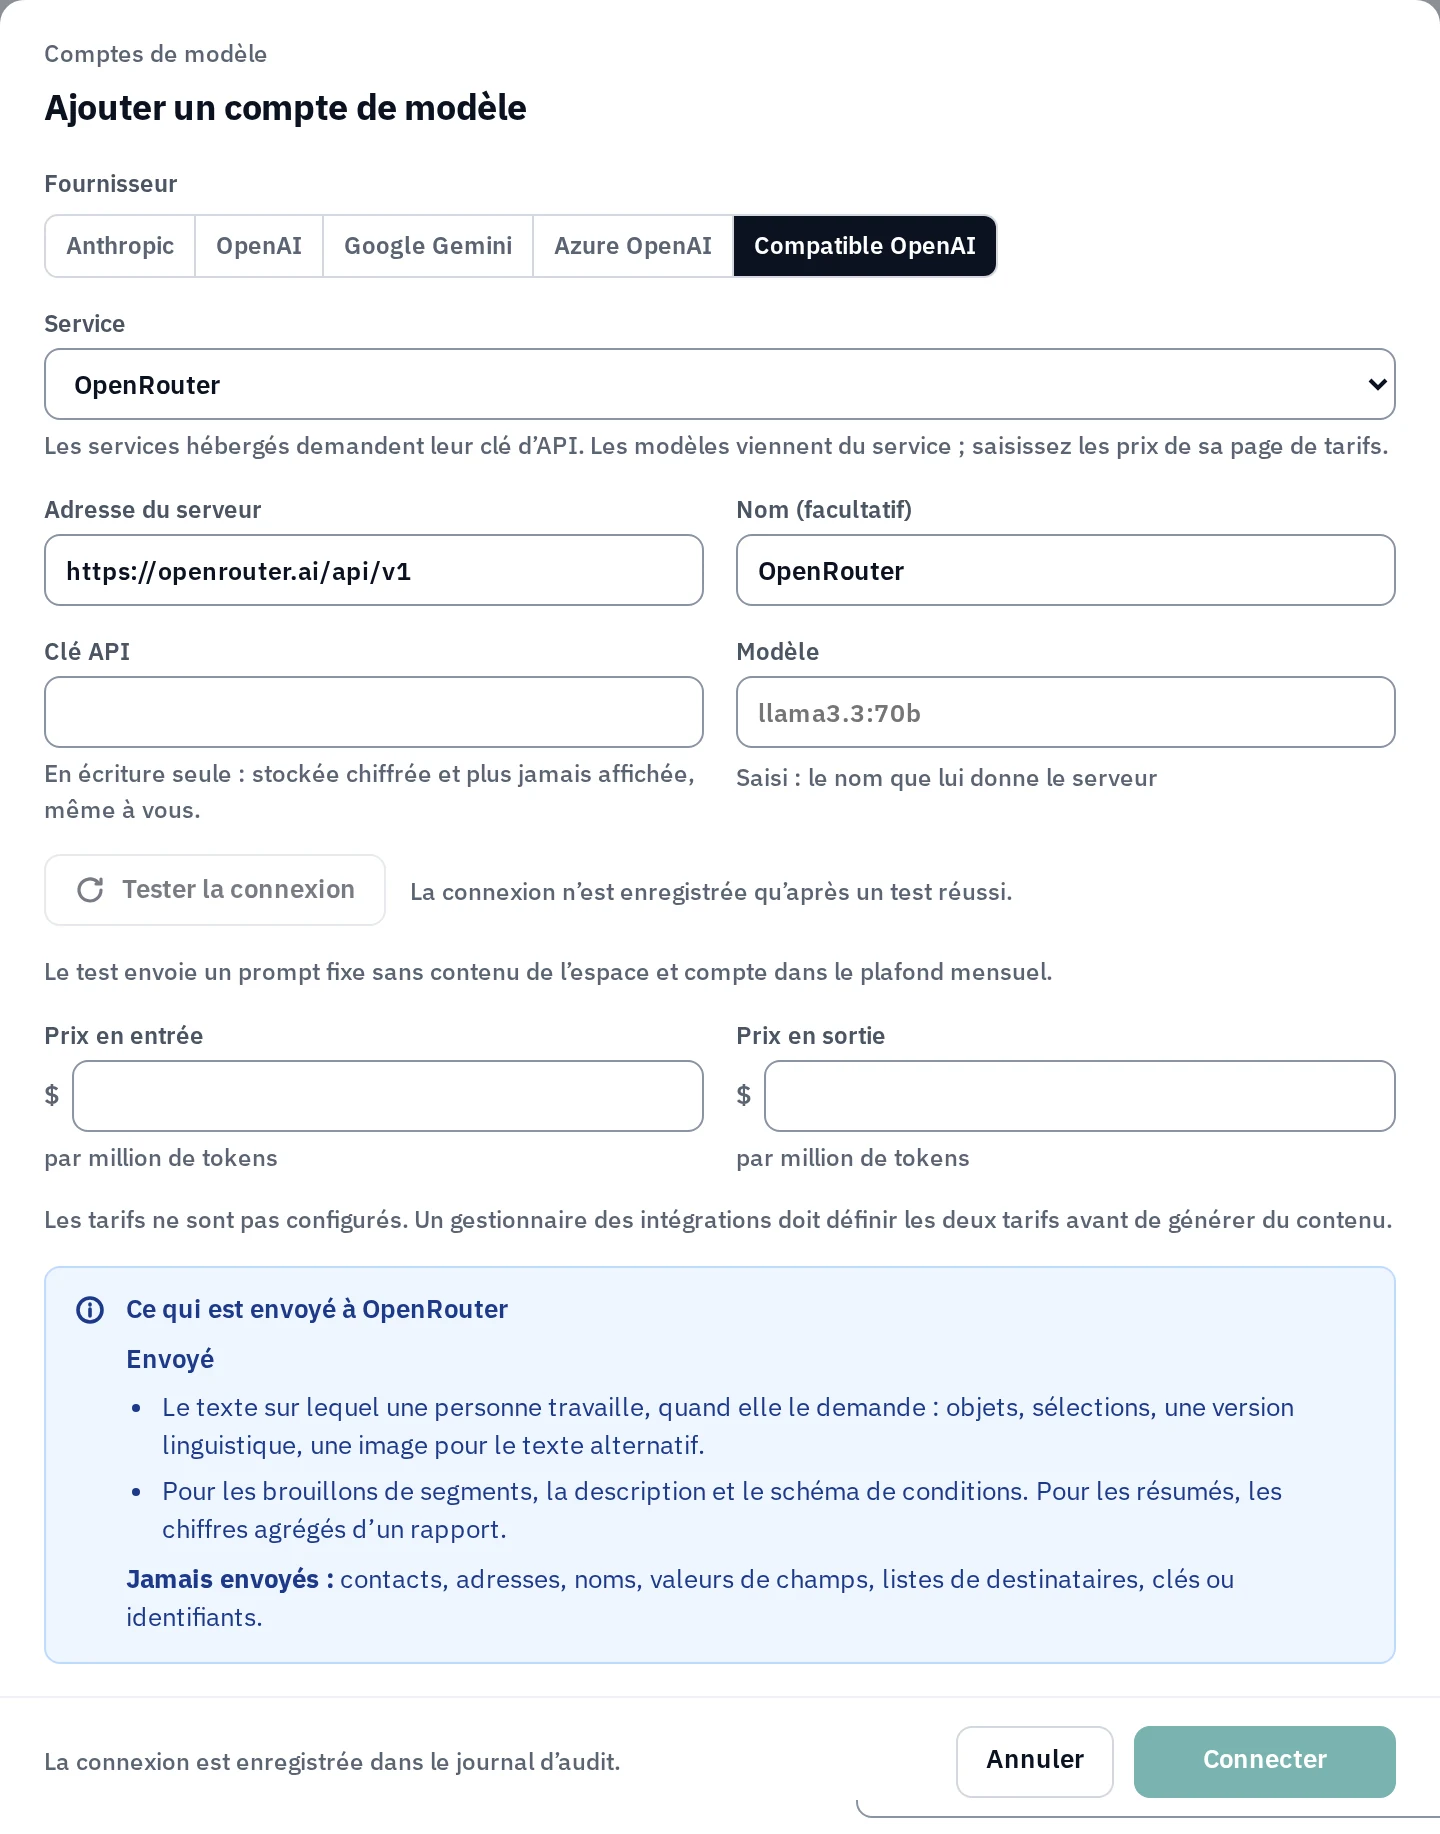 Comptes de modèle
Ajouter un compte de modèle
Fournisseur
Anthropic OpenAI Google Gemini Azure OpenAI Compatible OpenAI
Service
OpenRouter
Les services hébergés demandent leur clé d’API. Les modèles viennent du service ; saisissez les prix de sa page de tarifs.
Adresse du serveur
https://openrouter.ai/api/v1
Nom (facultatif)
OpenRouter
Clé API
En écriture seule : stockée chiffrée et plus jamais affichée,
même à vous.
Modèle
llama3.3:70b
Saisi : le nom que lui donne le serveur
Tester la connexion
La connexion n’est enregistrée qu’après un test réussi.
Le test envoie un prompt fixe sans contenu de l’espace et compte dans le plafond mensuel.
Prix en entrée
$
par million de tokens
Prix en sortie
$
par million de tokens
Les tarifs ne sont pas configurés. Un gestionnaire des intégrations doit définir les deux tarifs avant de générer du contenu.
Ce qui est envoyé à OpenRouter
Envoyé
• Le texte sur lequel une personne travaille, quand elle le demande : objets, sélections, une version
linguistique, une image pour le texte alternatif.
• Pour les brouillons de segments, la description et le schéma de conditions. Pour les résumés, les
chiffres agrégés d’un rapport.
Jamais envoyés : contacts, adresses, noms, valeurs de champs, listes de destinataires, clés ou
identifiants.
La connexion est enregistrée dans le journal d’audit.
Annuler
Connecter